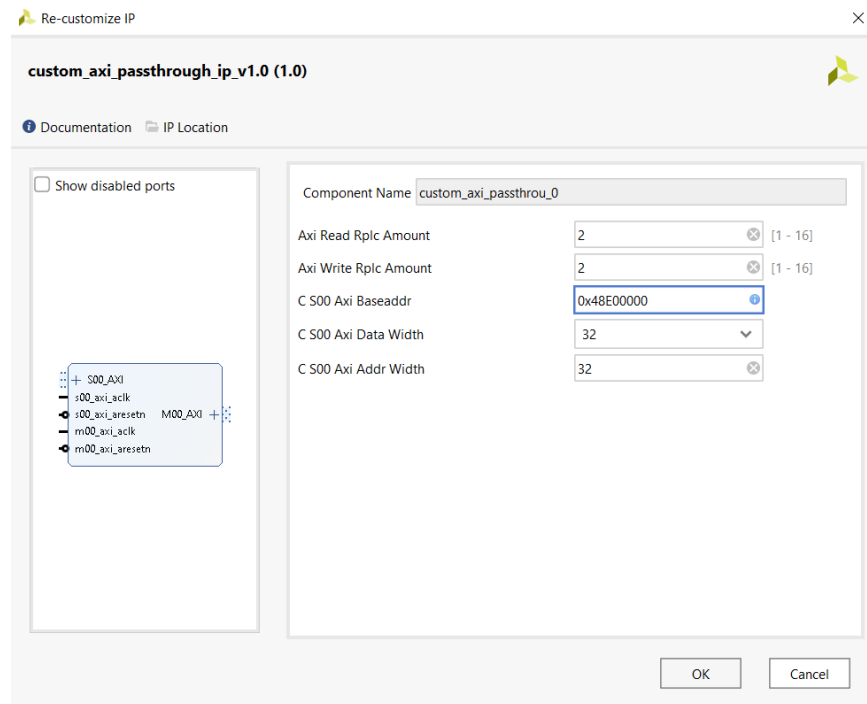 Re-customize IP
custom_axi_passthrough_ip_v1.0 (1.0)
Documentation IP Location
Show disabled ports
S00_AXI
s00_axi_aclk
s00_axi_aresetn M00_AXI
m00_axi_aclk
m00_axi_aresetn
Component Name custom_axi_passthrou_0
Axi Read Rplc Amount 2 [1 - 16]
Axi Write Rplc Amount 2 [1 - 16]
C S00 Axi Baseaddr 0x48E00000
C S00 Axi Data Width 32
C S00 Axi Addr Width 32
OK Cancel